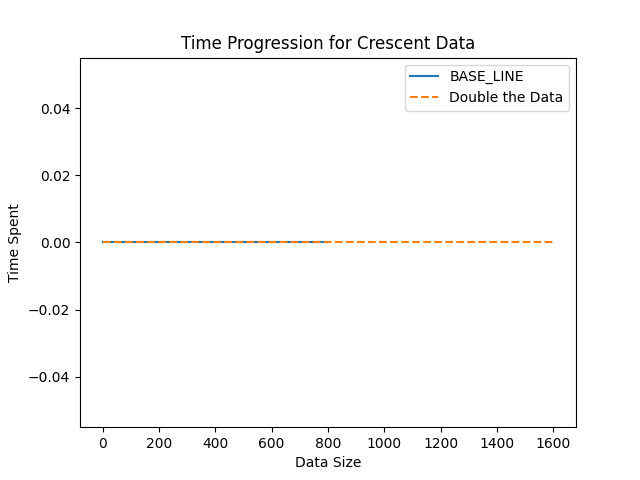 Time Progression for Crescent Data
BASE_LINE
Double the Data
0.04
0.02
0.00
−0.02
−0.04
Time Spent
0 200 400 600 800 1000 1200 1400 1600
Data Size